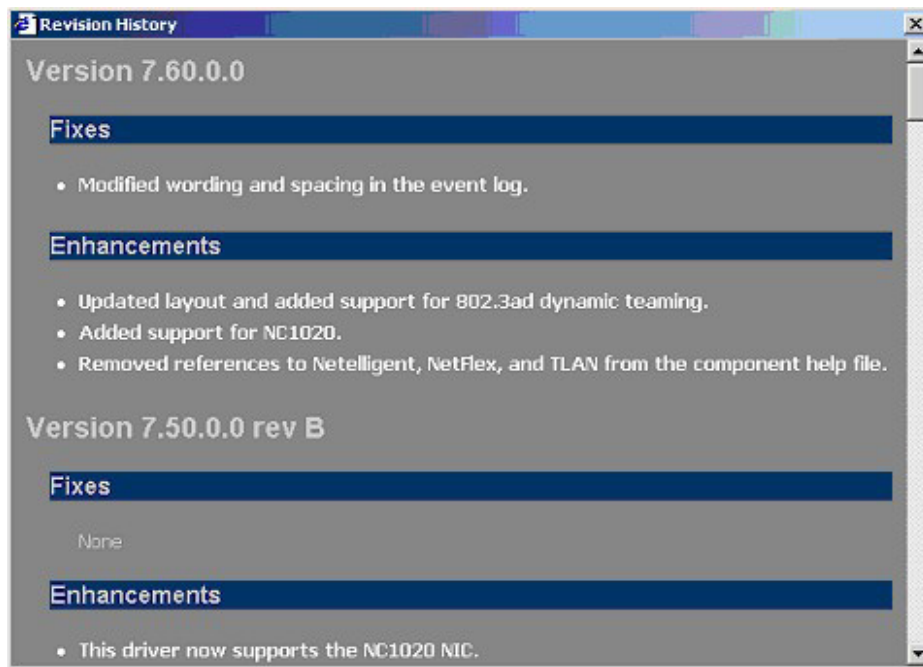 Revision History
Version 7.60.0.0
Fixes
• Modified wording and spacing in the event log.
Enhancements
• Updated layout and added support for 802.3ad dynamic teaming.
• Added support for NC1020.
• Removed references to Netelligent, NetFlex, and TLAN from the component help file.
Version 7.50.0.0 rev B
Fixes
None
Enhancements
• This driver now supports the NC1020 NIC.